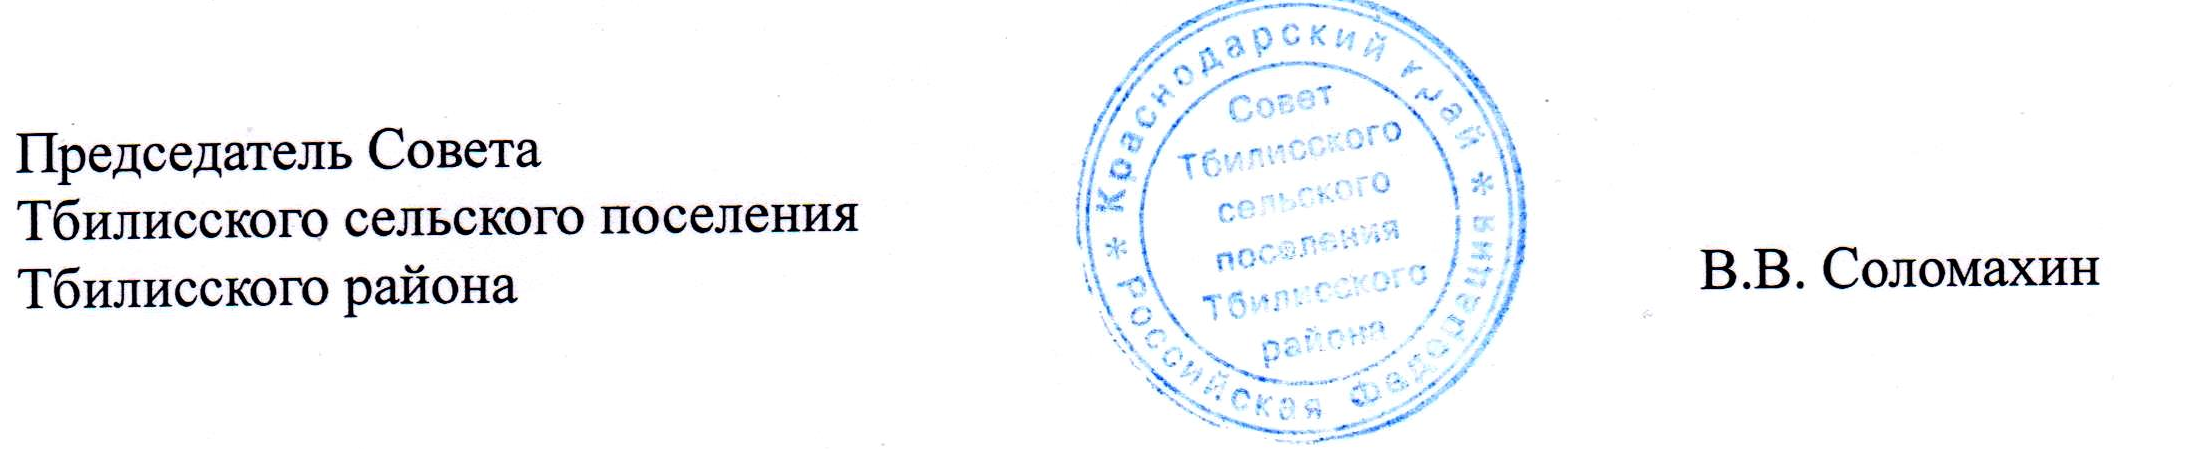 Председатель Совета
Тбилисского сельского поселения
Тбилисского района
Краснодарский край
* Российская Федерация *
Совет
Тбилисского
сельского
поселения
Тбилисского
района
В.В. Соломахин